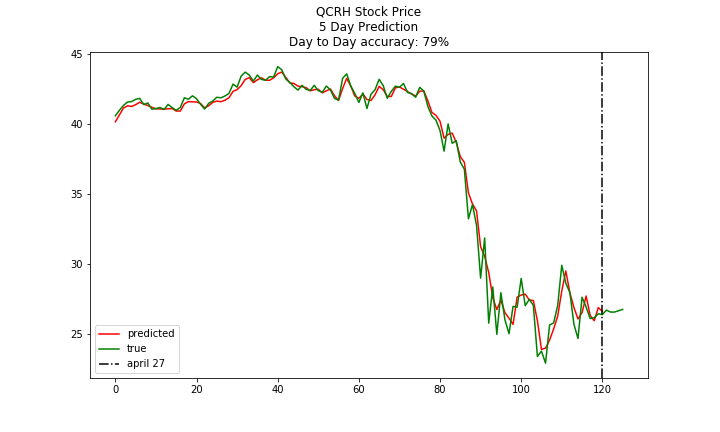 QCRH Stock Price
5 Day Prediction
Day to Day accuracy: 79%
45
40
35
30
25
predicted
true
april 27
0 20 40 60 80 100 120